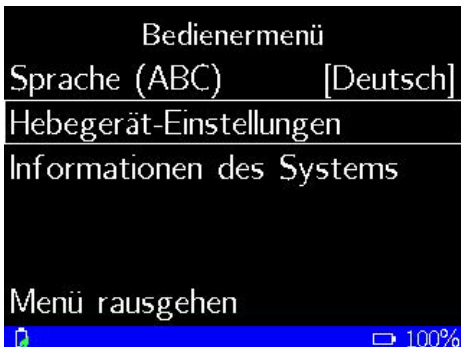 Bedienermenü
Sprache (ABC) [Deutsch]
Hebegerät-Einstellungen
Informationen des Systems
Menü rausgehen
100%